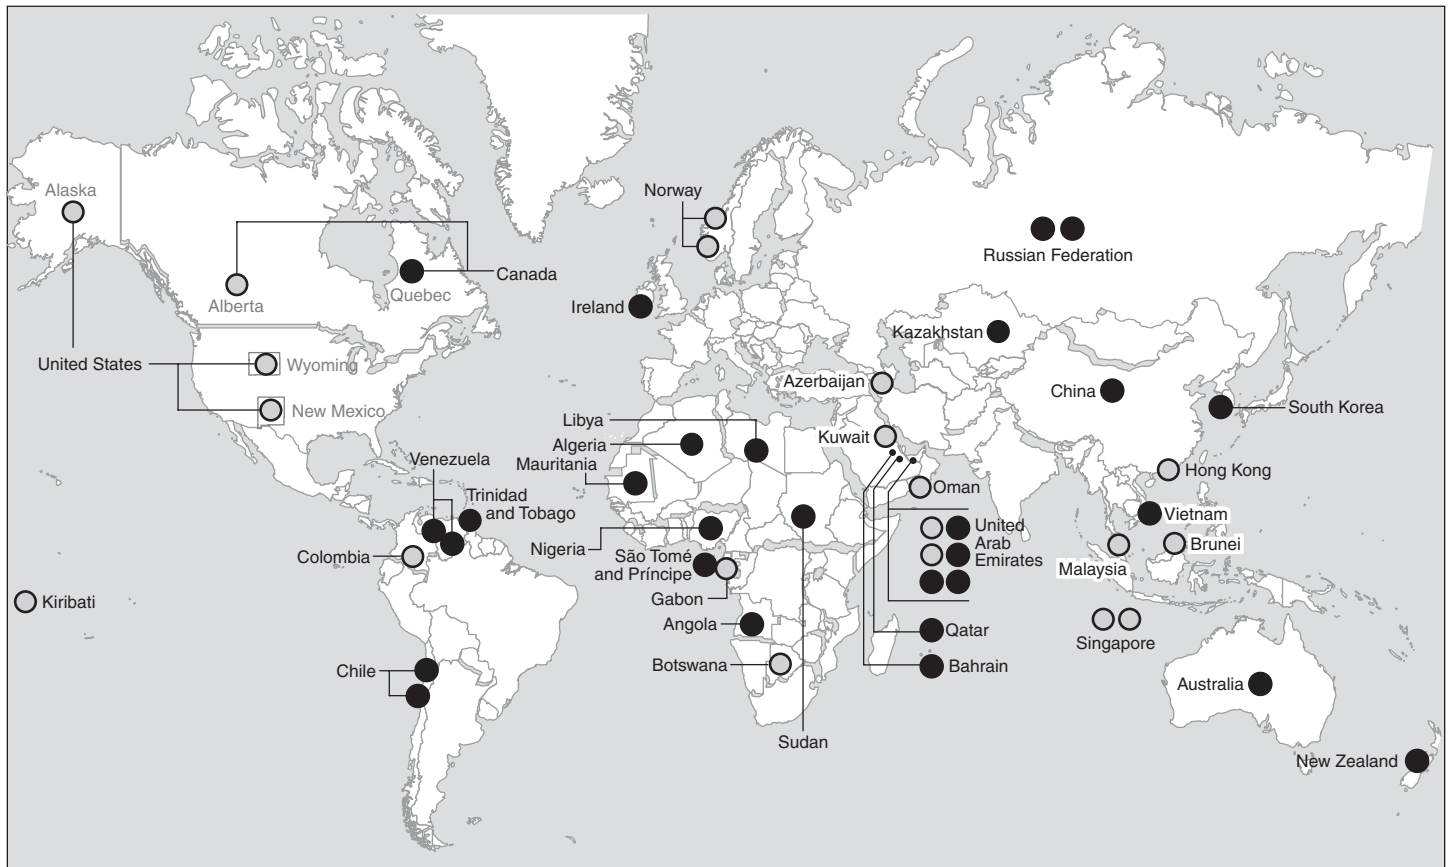 Alaska
Norway
Russian Federation
Canada
Alberta
Quebec
Ireland
Kazakhstan
United States
Wyoming
Azerbaijan
China
New Mexico
South Korea
Libya
Kuwait
Algeria
Venezuela
Mauritania
Hong Kong
Oman
Trinidad
and Tobago
Vietnam
United
Arab
Emirates
Nigeria
Brunei
Colombia
São Tomé
and Príncipe
Malaysia
Gabon
Kiribati
Angola
Qatar
Singapore
Botswana
Bahrain
Chile
Australia
Sudan
New Zealand